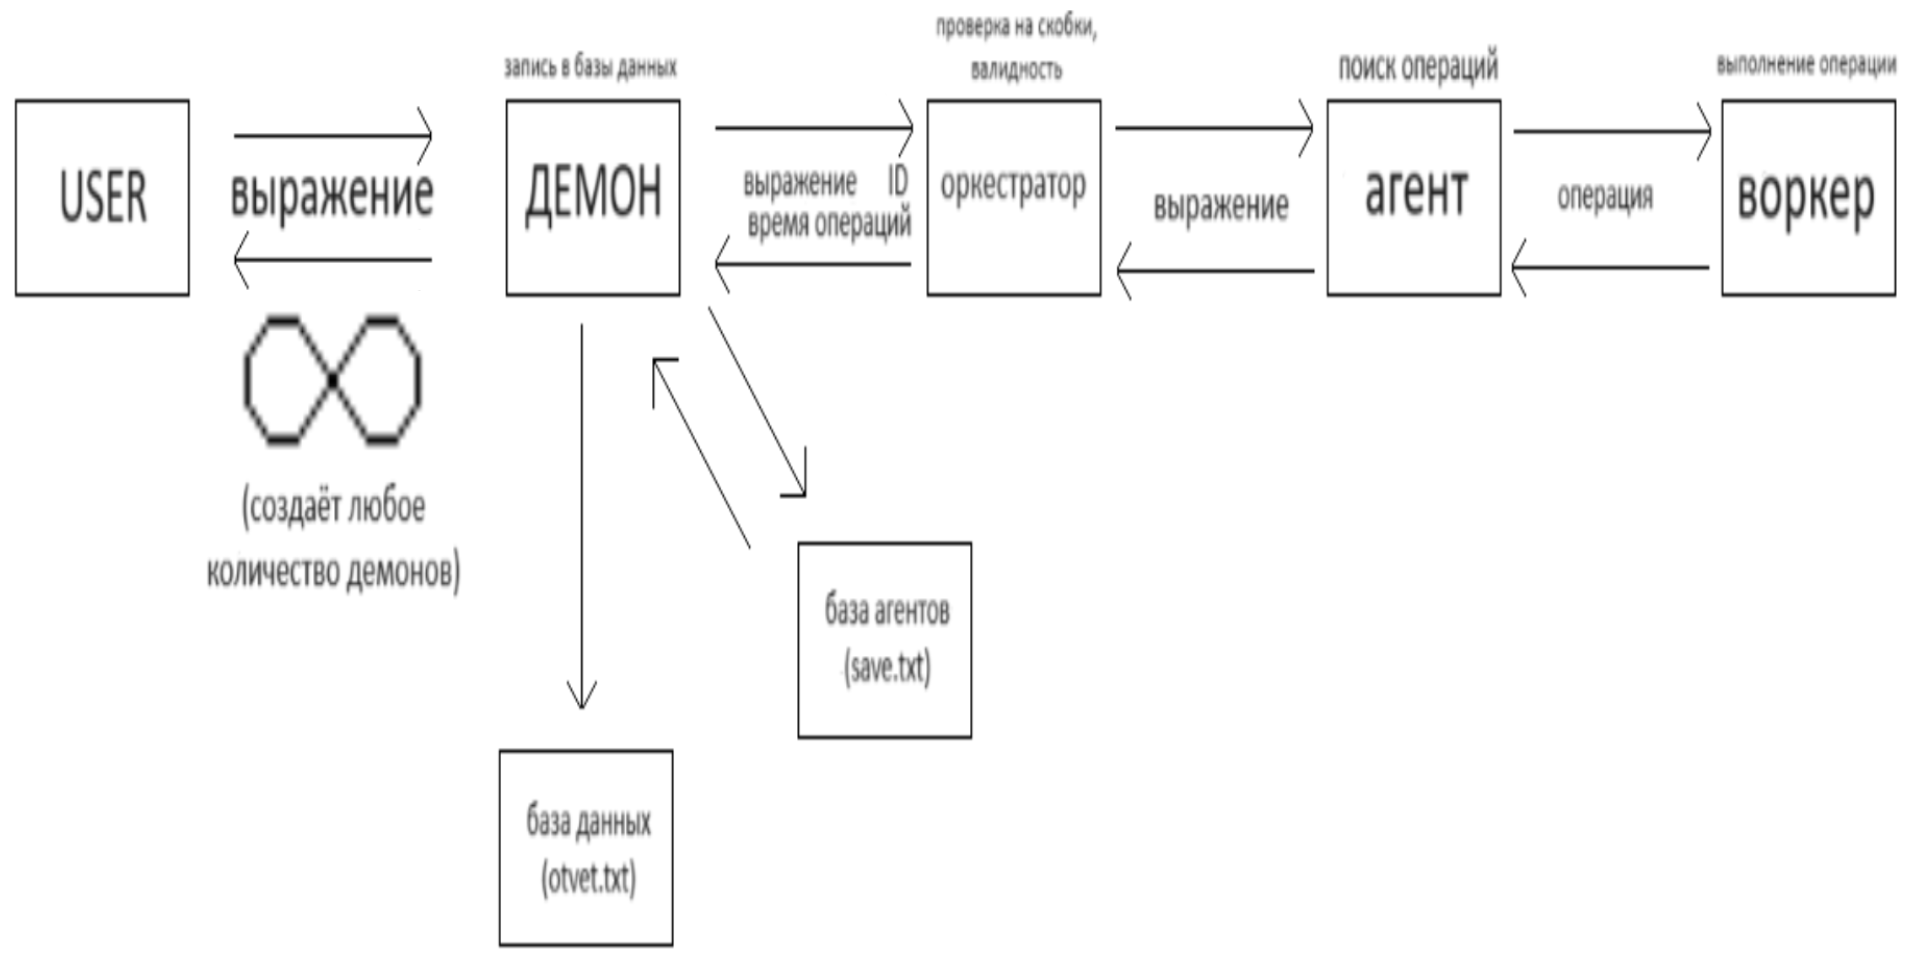 проверка на скобки,
валидность
запись в базы данных
поиск операций
выполнение операции
USER
выражение
ДЕМОН
выражение ID
время операций
оркестратор
выражение
агент
операция
воркер
(создаёт любое
количество демонов)
база агентов
(save.txt)
база данных
(otvet.txt)